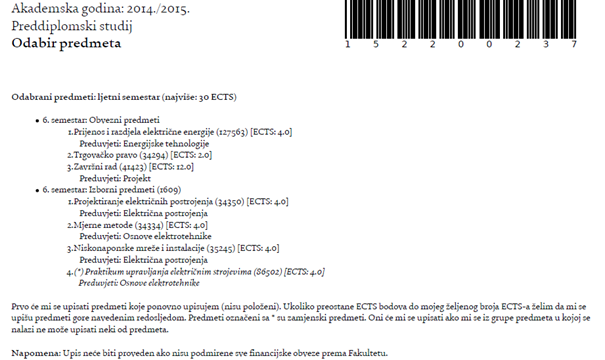 Akademska godina: 2014./2015.
Preddiplomski studij
Odabir predmeta
1 5 2 2 0 0 2 3 7
Odabrani predmeti: ljetni semestar (najviše: 30 ECTS)
• 6. semestar: Obvezni predmeti
1.Prijenos i razdjela električne energije (127563) [ECTS: 4.0]
Preduvjeti: Energijske tehnologije
2.Trgovačko pravo (34294) [ECTS: 2.0]
3.Završni rad (41423) [ECTS: 12.0]
Preduvjeti: Projekt
• 6. semestar: Izborni predmeti (1609)
1.Projektiranje električnih postrojenja (34350) [ECTS: 4.0]
Preduvjeti: Električna postrojenja
2.Mjerne metode (34334) [ECTS: 4.0]
Preduvjeti: Osnove elektrotehnike
3.Niskonaponske mreže i instalacije (35245) [ECTS: 4.0]
Preduvjeti: Električna postrojenja
4.(*) Praktikum upravljanja električnim strojevima (86502) [ECTS: 4.0]
Preduvjeti: Osnove elektrotehnike
Prvo će mi se upisati predmeti koje ponovno upisujem (nisu položeni). Ukoliko preostane ECTS bodova do mojeg željenog broja ECTS-a želim da mi se
upišu predmeti gore navedenim redosljedom. Predmeti označeni sa * su zamjenski predmeti. Oni će mi se upisati ako mi se iz grupe predmeta u kojoj se
nalazi ne može upisati neki od predmeta.
Napomena: Upis neće biti proveden ako nisu podmirene sve financijske obveze prema Fakultetu.